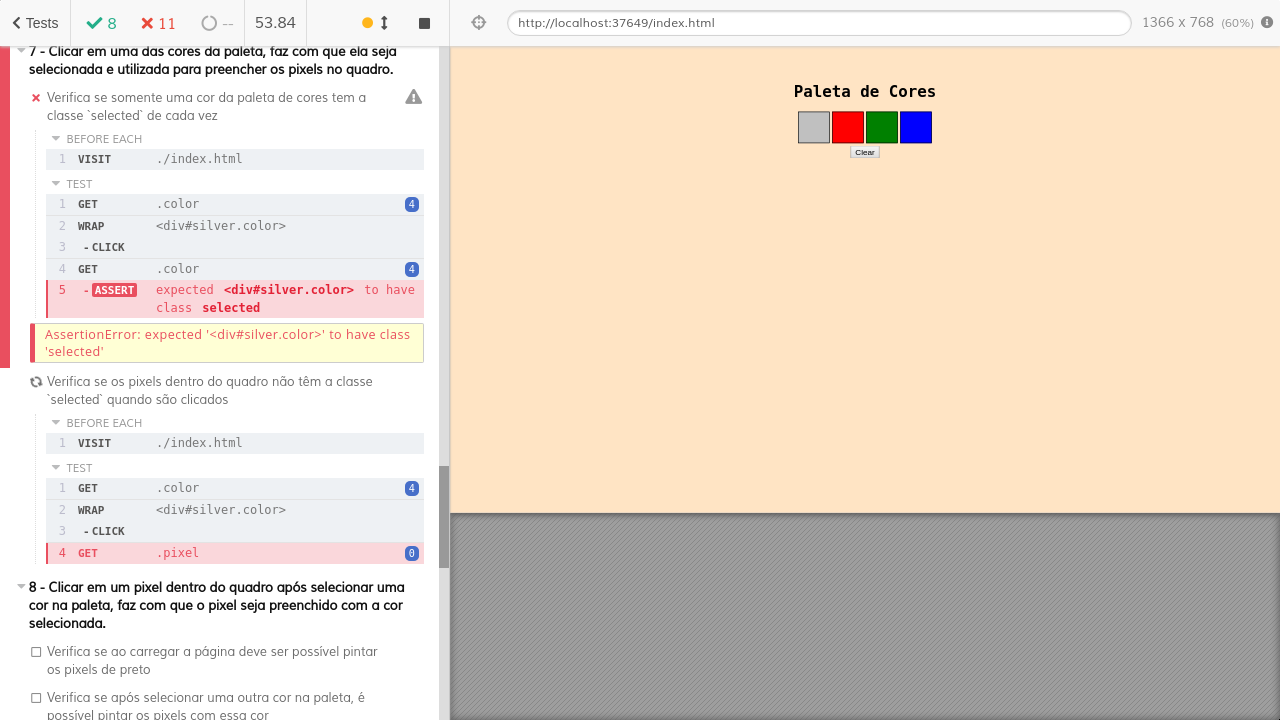 Tests 8 11 -- 53.84
http://localhost:37649/index.html 1366 x 768 (60%)
7 - Clicar em uma das cores da paleta, faz com que ela seja
selecionada e utilizada para preencher os pixels no quadro.
Verifica se somente uma cor da paleta de cores tem a
classe `selected` de cada vez
BEFORE EACH
1 VISIT ./index.html
TEST
1 GET .color 4
2 WRAP <div#silver.color>
3 -CLICK
4 GET .color 4
5 -ASSERT expected <div#silver.color> to have
class selected
AssertionError: expected '<div#silver.color>' to have class
'selected'
Verifica se os pixels dentro do quadro não têm a classe
`selected` quando são clicados
BEFORE EACH
1 VISIT ./index.html
TEST
1 GET .color 4
2 WRAP <div#silver.color>
3 -CLICK
4 GET .pixel 0
8 - Clicar em um pixel dentro do quadro após selecionar uma
cor na paleta, faz com que o pixel seja preenchido com a cor
selecionada.
Verifica se ao carregar a página deve ser possível pintar
os pixels de preto
Verifica se após selecionar uma outra cor na paleta, é
possível pintar os pixels com essa cor
Paleta de Cores
Clear